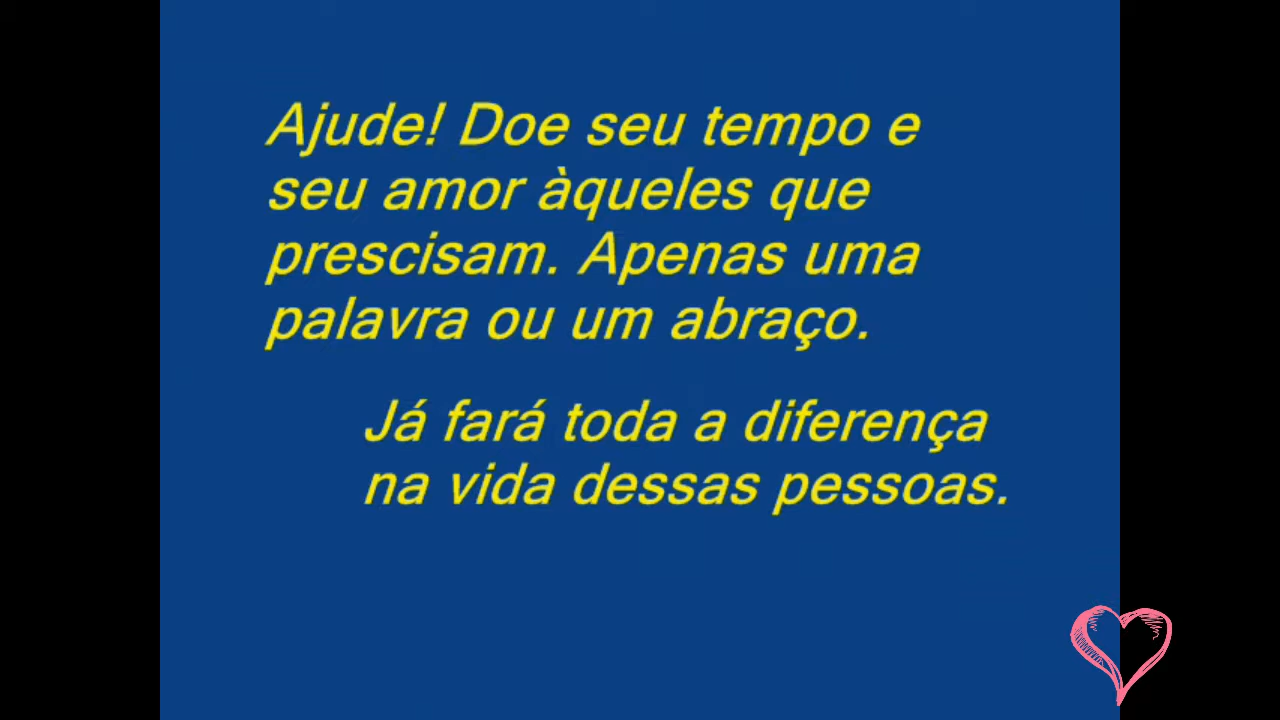 Ajude! Doe seu tempo e
seu amor àqueles que
prescisam. Apenas uma
palavra ou um abraço.
Já fará toda a diferença
na vida dessas pessoas.